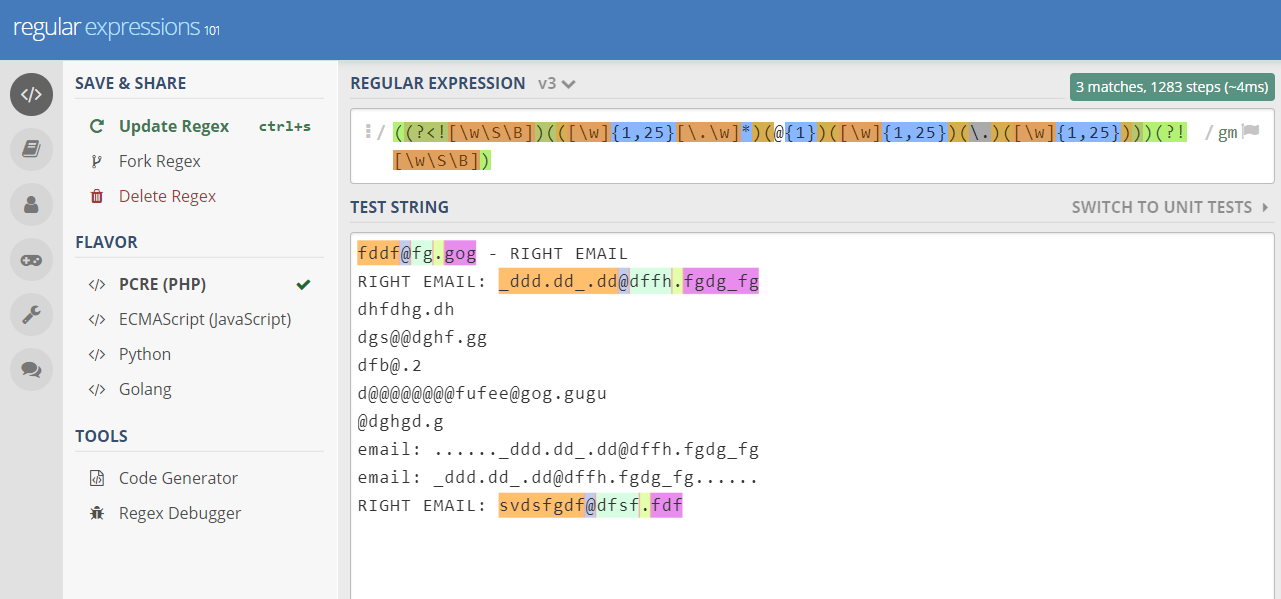 regular expressions 101
SAVE & SHARE
Update Regex ctrl+s
Fork Regex
Delete Regex
FLAVOR
</> PCRE (PHP)
</> ECMAScript (JavaScript)
</> Python
</> Golang
TOOLS
Code Generator
Regex Debugger
REGULAR EXPRESSION v3
3 matches, 1283 steps (~4ms)
/ ((?<![\w\S\B])(([\w]{1,25}[\.\w]*)(@{1})([\w]{1,25})(\.)([\w]{1,25})))(?! / gm
[\w\S\B])
TEST STRING
SWITCH TO UNIT TESTS
fddf@fg.gog - RIGHT EMAIL
RIGHT EMAIL: _ddd.dd_.dd@dffh.fgdg_fg
dhfdhg.dh
dgs@@dghf.gg
dfb@.2
d@@@@@@@@fufee@gog.gugu
@dghgd.g
email: ......_ddd.dd_.dd@dffh.fgdg_fg
email: _ddd.dd_.dd@dffh.fgdg_fg......
RIGHT EMAIL: svdsfgdf@dfsf.fdf